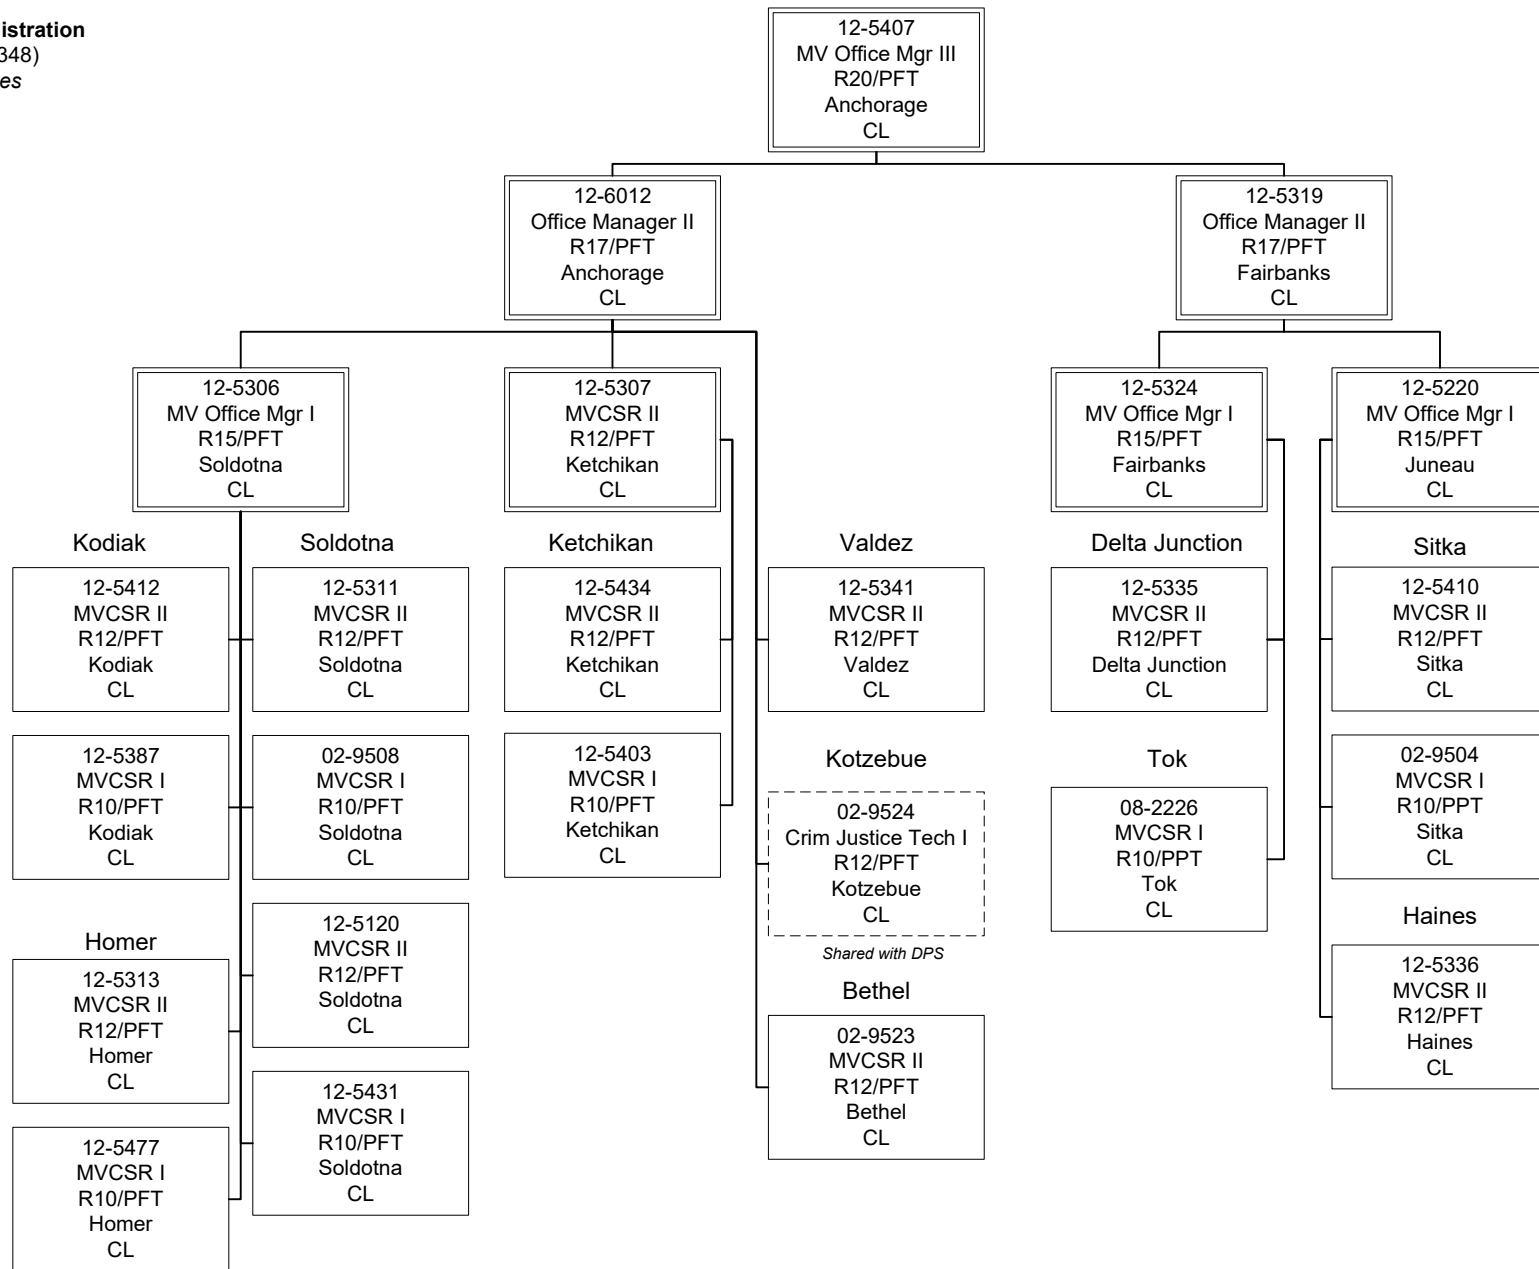 348)
12-5407
MV Office Mgr III
R20/PFT
Anchorage
CL
12-6012
Office Manager II
R17/PFT
Anchorage
CL
12-5319
Office Manager II
R17/PFT
Fairbanks
CL
12-5306
MV Office Mgr I
R15/PFT
Soldotna
CL
12-5307
MVCSR II
R12/PFT
Ketchikan
CL
12-5324
MV Office Mgr I
R15/PFT
Fairbanks
CL
12-5220
MV Office Mgr I
R15/PFT
Juneau
CL
Kodiak
12-5412
MVCSR II
R12/PFT
Kodiak
CL
12-5387
MVCSR I
R10/PFT
Kodiak
CL
Homer
12-5313
MVCSR II
R12/PFT
Homer
CL
12-5477
MVCSR I
R10/PFT
Homer
CL
Soldotna
12-5311
MVCSR II
R12/PFT
Soldotna
CL
02-9508
MVCSR I
R10/PFT
Soldotna
CL
12-5120
MVCSR II
R12/PFT
Soldotna
CL
12-5431
MVCSR I
R10/PFT
Soldotna
CL
Ketchikan
12-5434
MVCSR II
R12/PFT
Ketchikan
CL
12-5403
MVCSR I
R10/PFT
Ketchikan
CL
Valdez
12-5341
MVCSR II
R12/PFT
Valdez
CL
Kotzebue
02-9524
Crim Justice Tech I
R12/PFT
Kotzebue
CL
Shared with DPS
Bethel
02-9523
MVCSR II
R12/PFT
Bethel
CL
Delta Junction
12-5335
MVCSR II
R12/PFT
Delta Junction
CL
Tok
08-2226
MVCSR I
R10/PPT
Tok
CL
Sitka
12-5410
MVCSR II
R12/PFT
Sitka
CL
02-9504
MVCSR I
R10/PPT
Sitka
CL
Haines
12-5336
MVCSR II
R12/PFT
Haines
CL